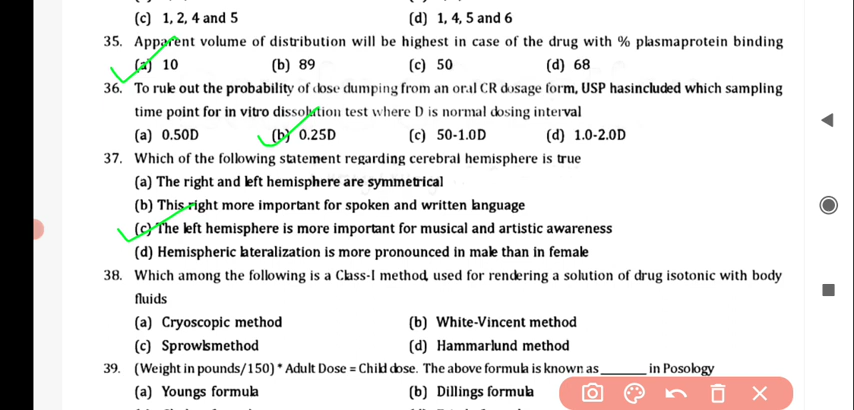 (c) 1, 2, 4 and 5 (d) 1, 4, 5 and 6
35. Apparent volume of distribution will be highest in case of the drug with % plasmaprotein binding
(a) 10 (b) 89 (c) 50 (d) 68
36. To rule out the probability of dose dumping from an oral CR dosage form, USP hasincluded which sampling
time point for in vitro dissolution test where D is normal dosing interval
(a) 0.50D (b) 0.25D (c) 50-1.0D (d) 1.0-2.0D
37. Which of the following statement regarding cerebral hemisphere is true
(a) The right and left hemisphere are symmetrical
(b) This right more important for spoken and written language
(c) The left hemisphere is more important for musical and artistic awareness
(d) Hemispheric lateralization is more pronounced in male than in female
38. Which among the following is a Class-I method, used for rendering a solution of drug isotonic with body
fluids
(a) Cryoscopic method (b) White-Vincent method
(c) Sprowlsmethod (d) Hammarlund method
39. (Weight in pounds/150) * Adult Dose = Child dose. The above formula is known as ______ in Posology
(a) Youngs formula (b) Dillings formula